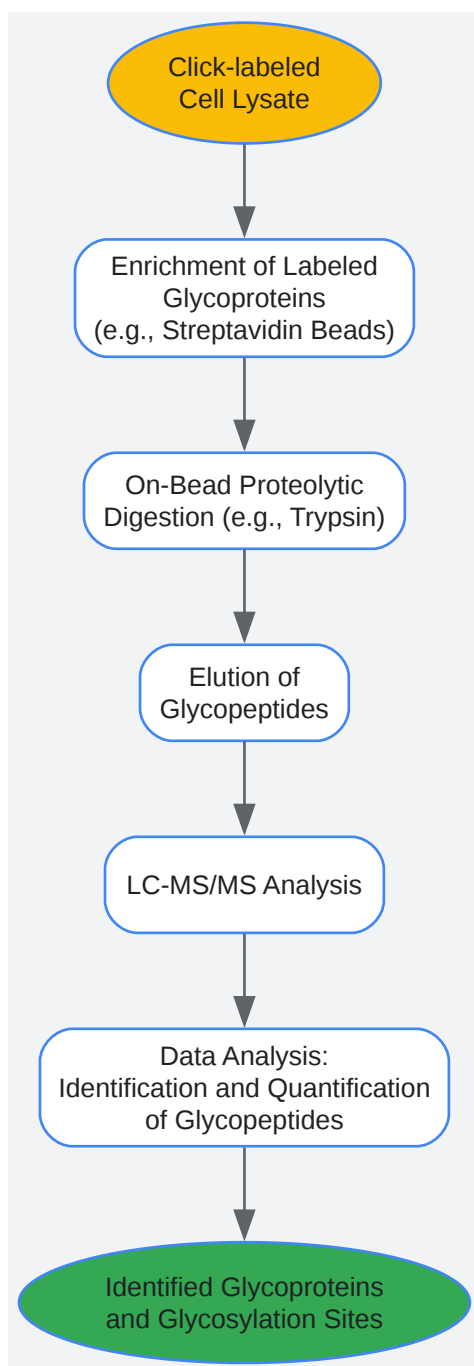 Click-labeled
Cell Lysate
Enrichment of Labeled
Glycoproteins
(e.g., Streptavidin Beads)
On-Bead Proteolytic
Digestion (e.g., Trypsin)
Elution of
Glycopeptides
LC-MS/MS Analysis
Data Analysis:
Identification and Quantification
of Glycopeptides
Identified Glycoproteins
and Glycosylation Sites